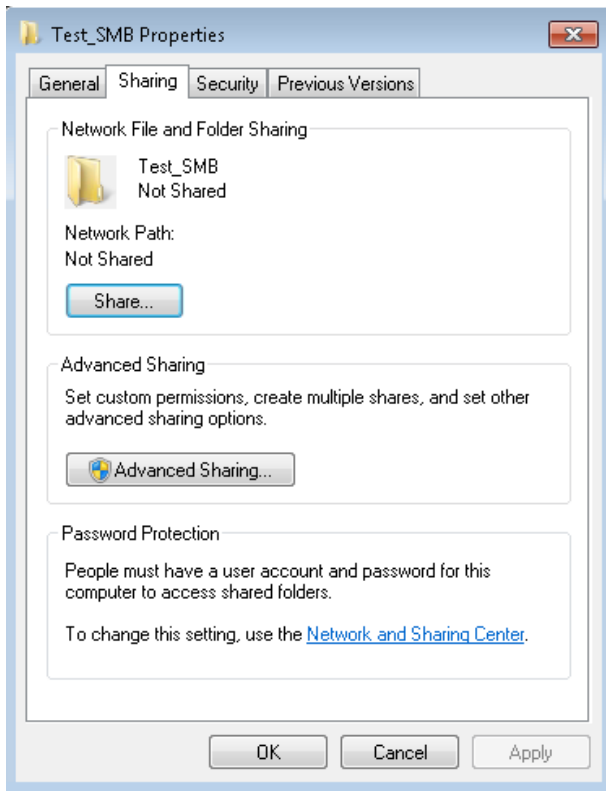 Test_SMB Properties
General Sharing Security Previous Versions
Network File and Folder Sharing
Test_SMB
Not Shared
Network Path:
Not Shared
Share...
Advanced Sharing
Set custom permissions, create multiple shares, and set other
advanced sharing options.
Advanced Sharing...
Password Protection
People must have a user account and password for this
computer to access shared folders.
To change this setting, use the Network and Sharing Center.
OK Cancel Apply